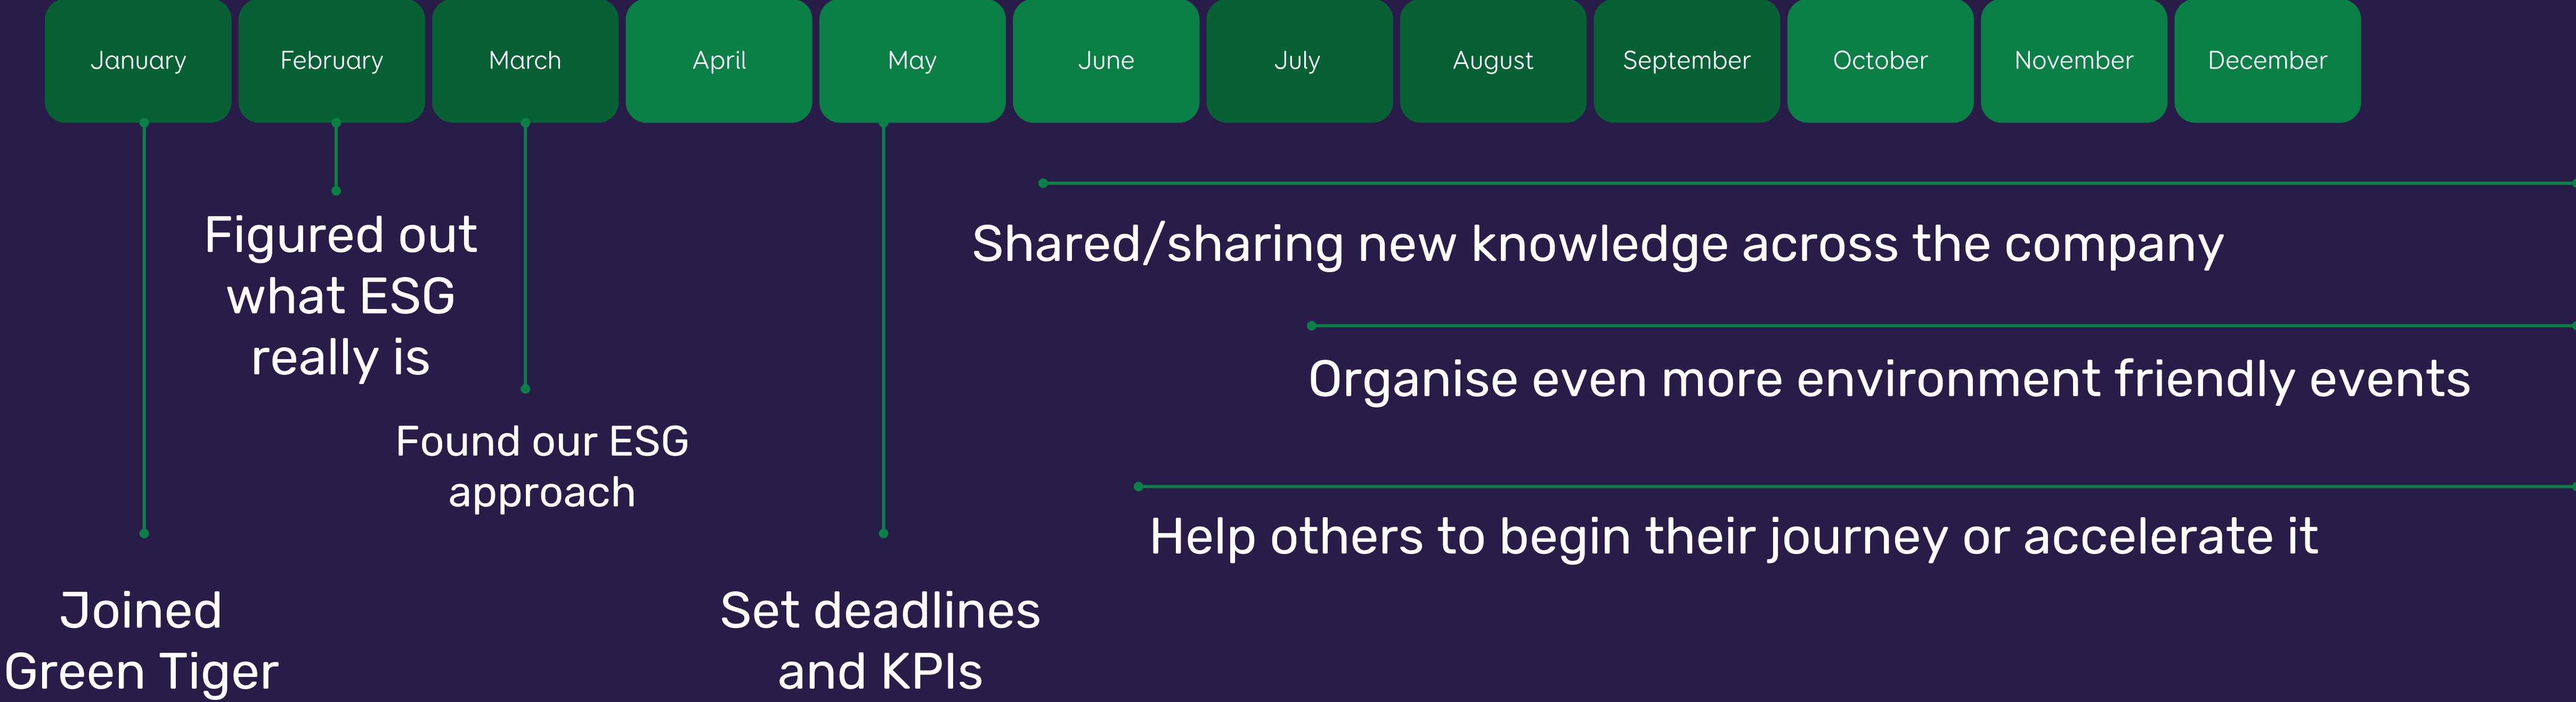 January
February
March
April
May
June
July
August
September
October
November
December
Figured out
what ESG
really is
Shared/sharing new knowledge across the company
Organise even more environment friendly events
Found our ESG
approach
Help others to begin their journey or accelerate it
Joined
Green Tiger
Set deadlines
and KPIs